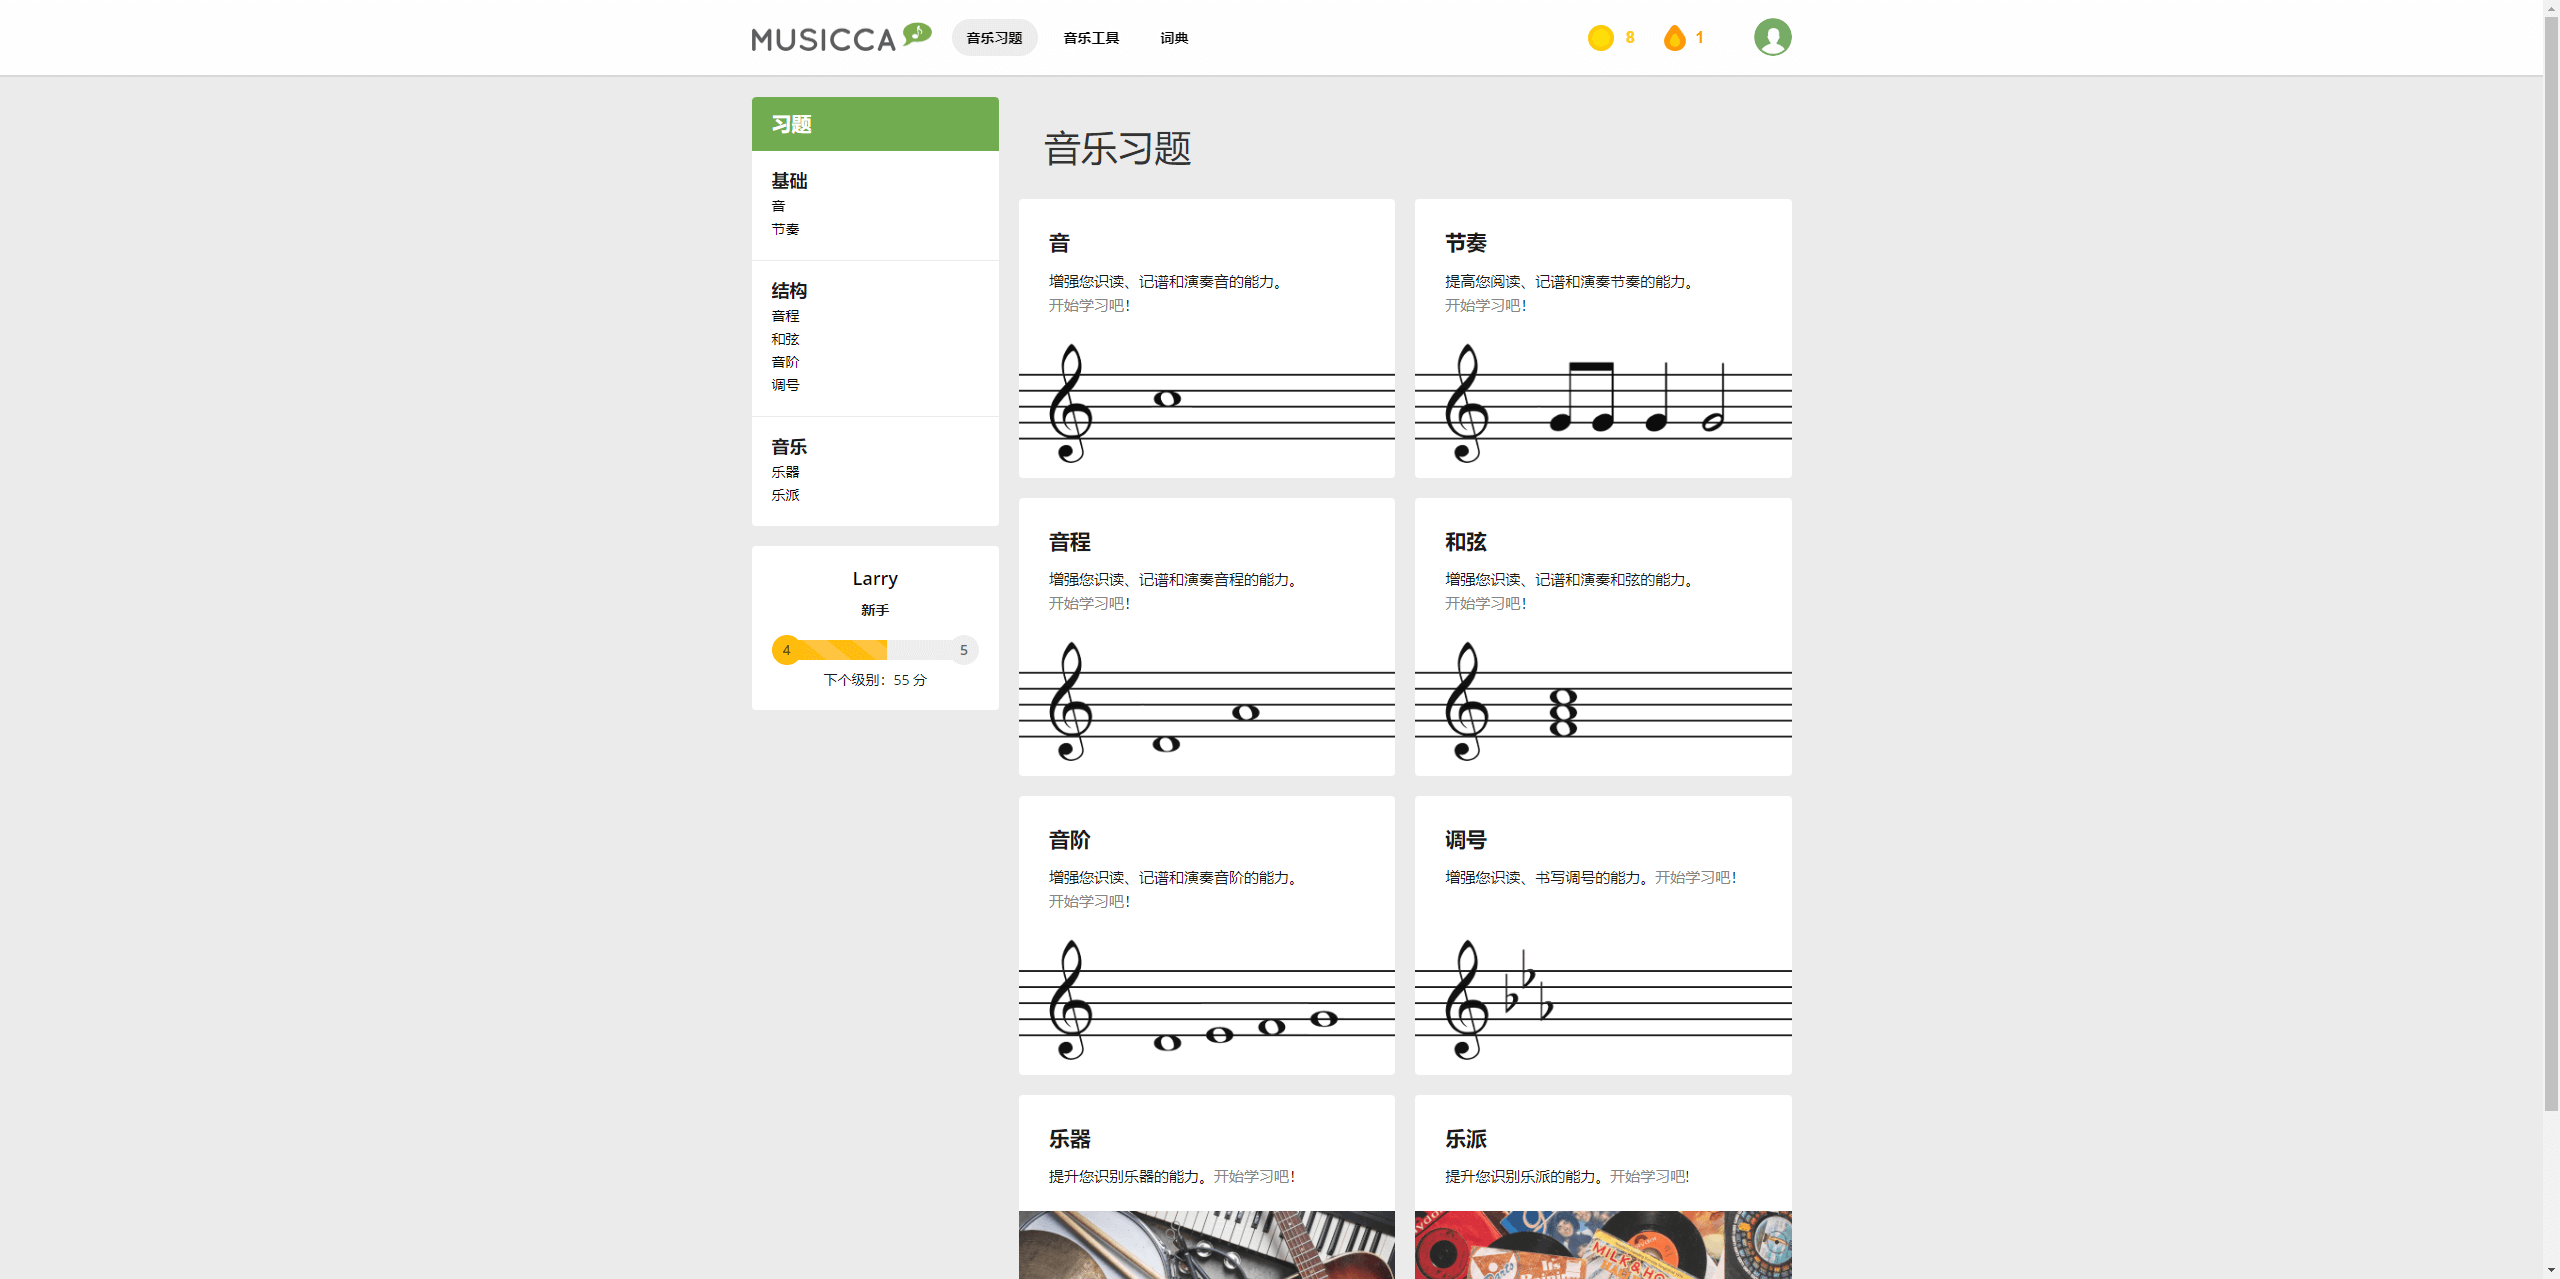 MUSICCA
音乐习题
音乐工具
词典
8
1
习题
基础
音
节奏
结构
音程
和弦
音阶
调号
音乐
乐器
乐派
Larry
新手
4
5
下个级别：55 分
音乐习题
音
增强您识读、记谱和演奏音的能力。
开始学习吧！
节奏
提高您阅读、记谱和演奏节奏的能力。
开始学习吧！
音程
增强您识读、记谱和演奏音程的能力。
开始学习吧！
和弦
增强您识读、记谱和演奏和弦的能力。
开始学习吧！
音阶
增强您识读、记谱和演奏音阶的能力。
开始学习吧！
调号
增强您识读、书写调号的能力。开始学习吧！
乐器
提升您识别乐器的能力。开始学习吧！
乐派
提升您识别乐派的能力。开始学习吧!